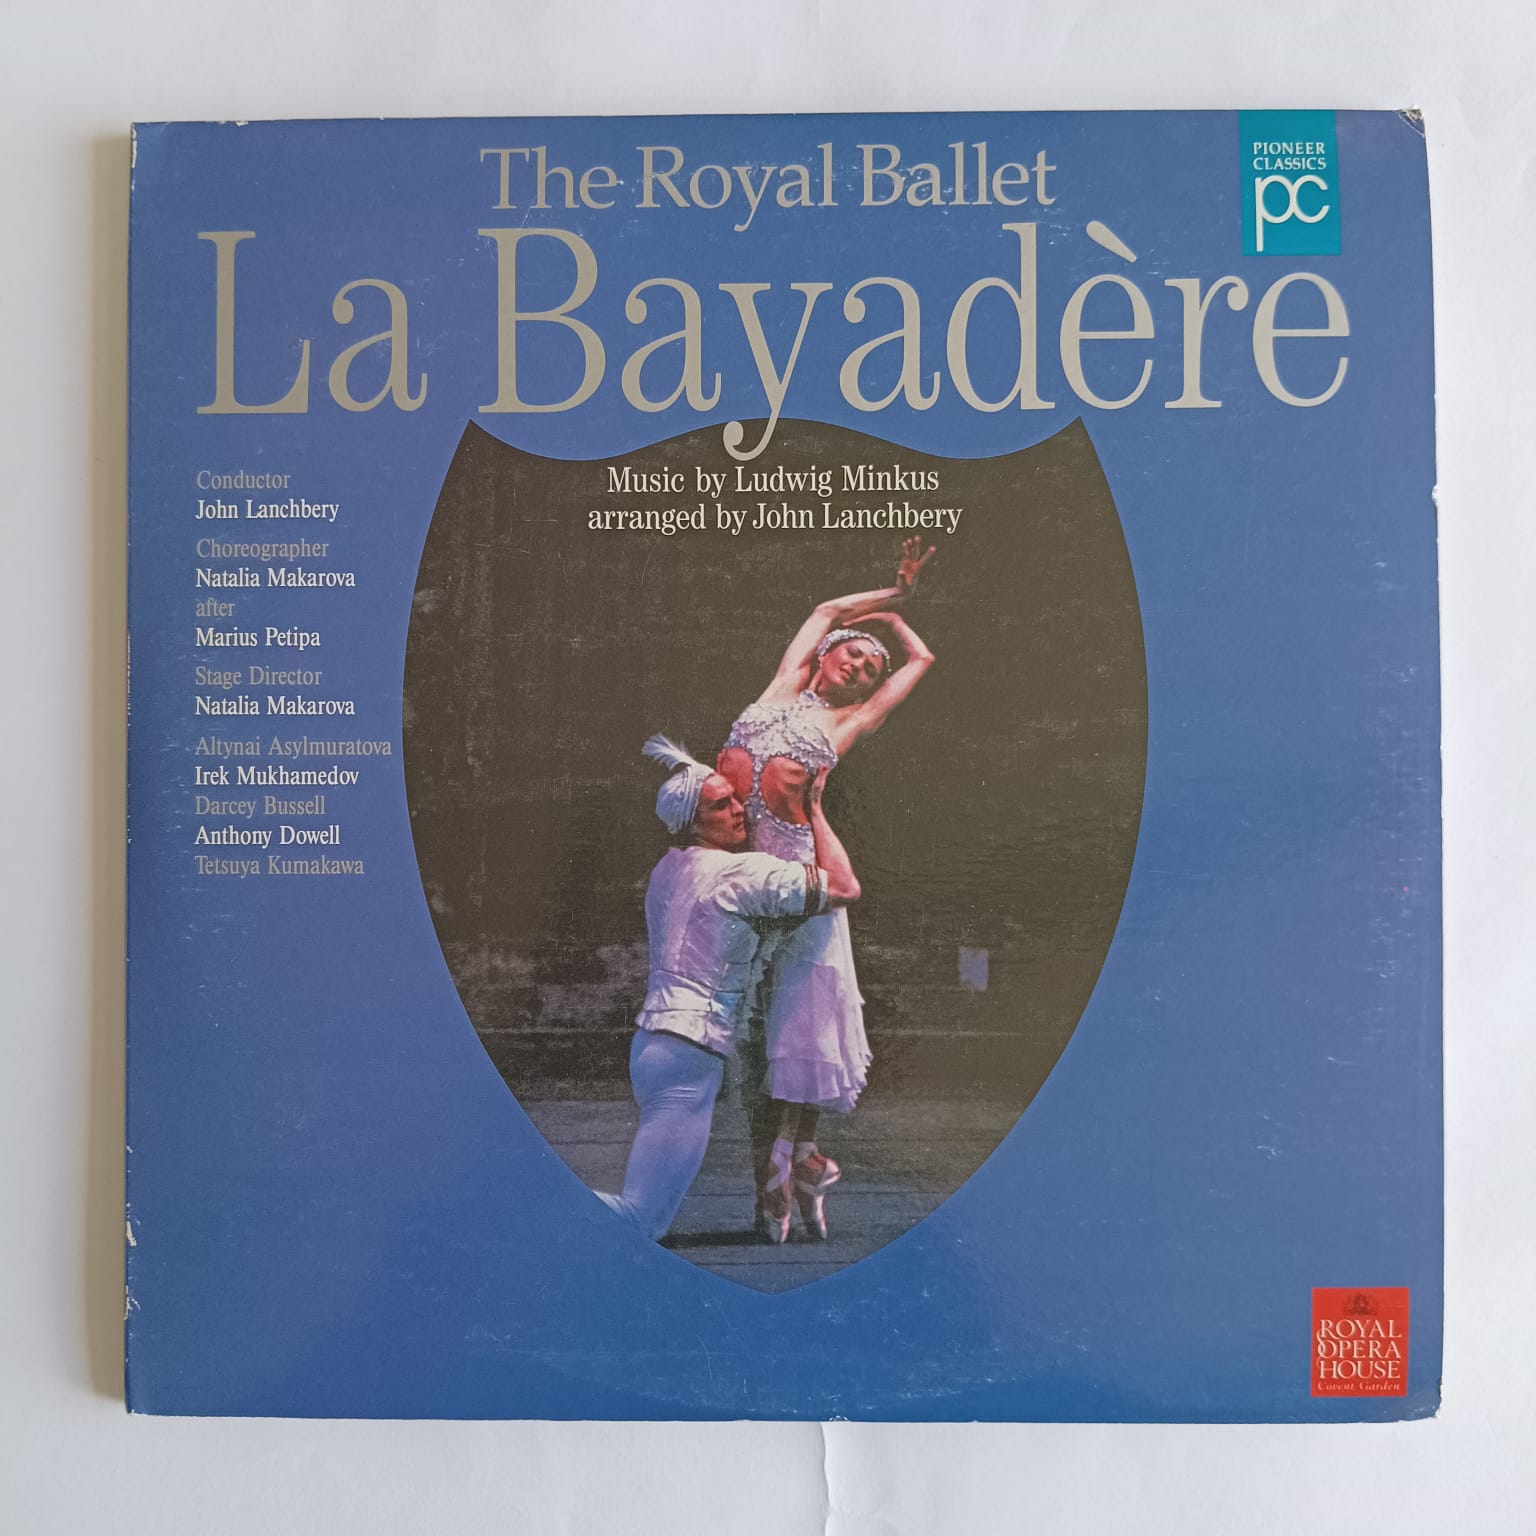 The Royal Ballet
PIONEER
CLASSICS
pc
La Bayadère
Music by Ludwig Minkus
arranged by John Lanchbery
Conductor
John Lanchbery
Choreographer
Natalia Makarova
after
Marius Petipa
Stage Director
Natalia Makarova
Altynai Asylmuratova
Irek Mukhamedov
Darcey Bussell
Anthony Dowell
Tetsuya Kumakawa
ROYAL
OPERA
HOUSE
Covent Garden